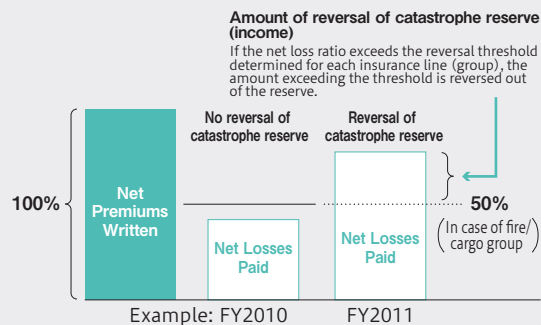 Amount of reversal of catastrophe reserve
(income)
If the net loss ratio exceeds the reversal threshold
determined for each insurance line (group), the
amount exceeding the threshold is reversed out
of the reserve.
No reversal of
catastrophe reserve
Reversal of
catastrophe reserve
100%
Net
Premiums
Written
50%
(In case of fire/
cargo group)
Net Losses
Paid
Net Losses
Paid
Example: FY2010
FY2011